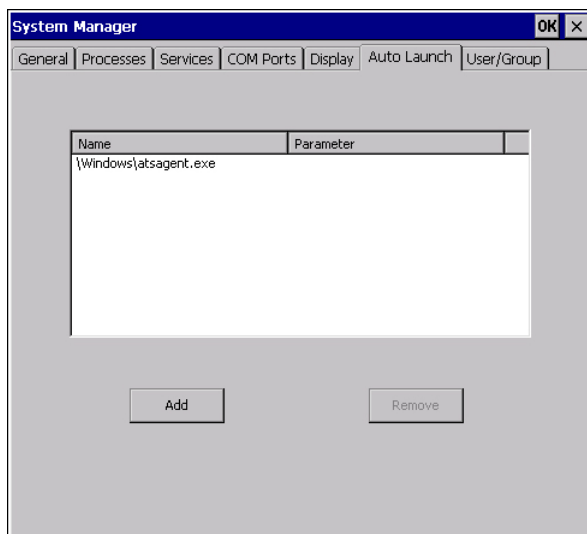 System Manager OK ×
General Processes Services COM Ports Display Auto Launch User/Group
Name Parameter
\Windows\atsagent.exe
Add Remove